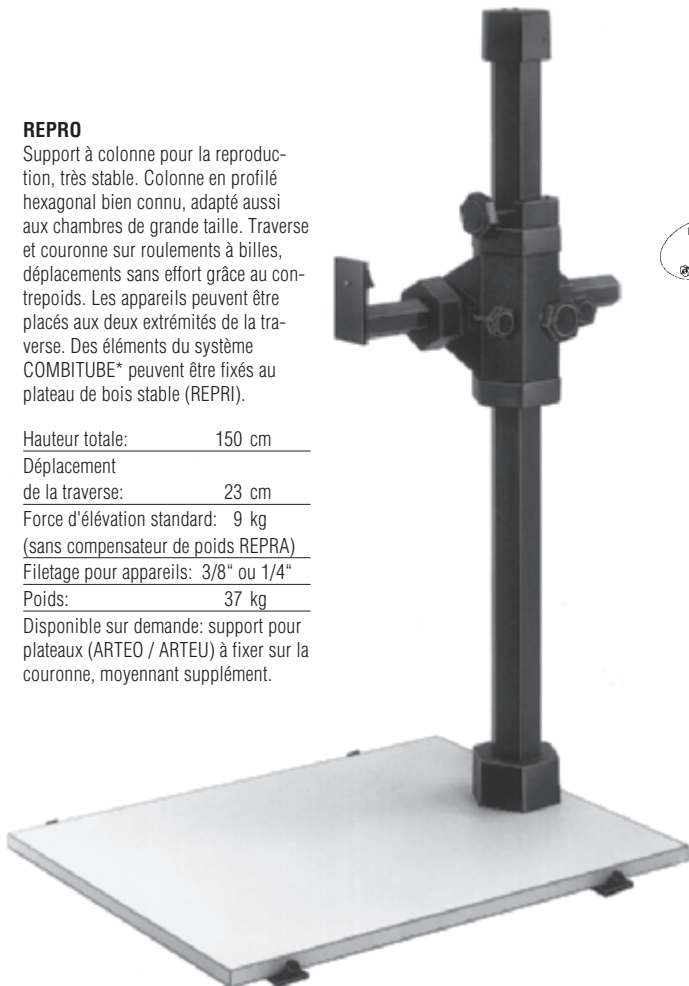 REPRO
Support à colonne pour la reproduc-
tion, très stable. Colonne en profilé
hexagonal bien connu, adapté aussi
aux chambres de grande taille. Traverse
et couronne sur roulements à billes,
déplacements sans effort grâce au con-
trepoids. Les appareils peuvent être
placés aux deux extrémités de la tra-
verse. Des éléments du système
COMBITUBE* peuvent être fixés au
plateau de bois stable (REPRI).
Hauteur totale: 150 cm
Déplacement
de la traverse: 23 cm
Force d'élévation standard: 9 kg
(sans compensateur de poids REPRA)
Filetage pour appareils: 3/8“ ou 1/4“
Poids: 37 kg
Disponible sur demande: support pour
plateaux (ARTEO / ARTEU) à fixer sur la
couronne, moyennant supplément.